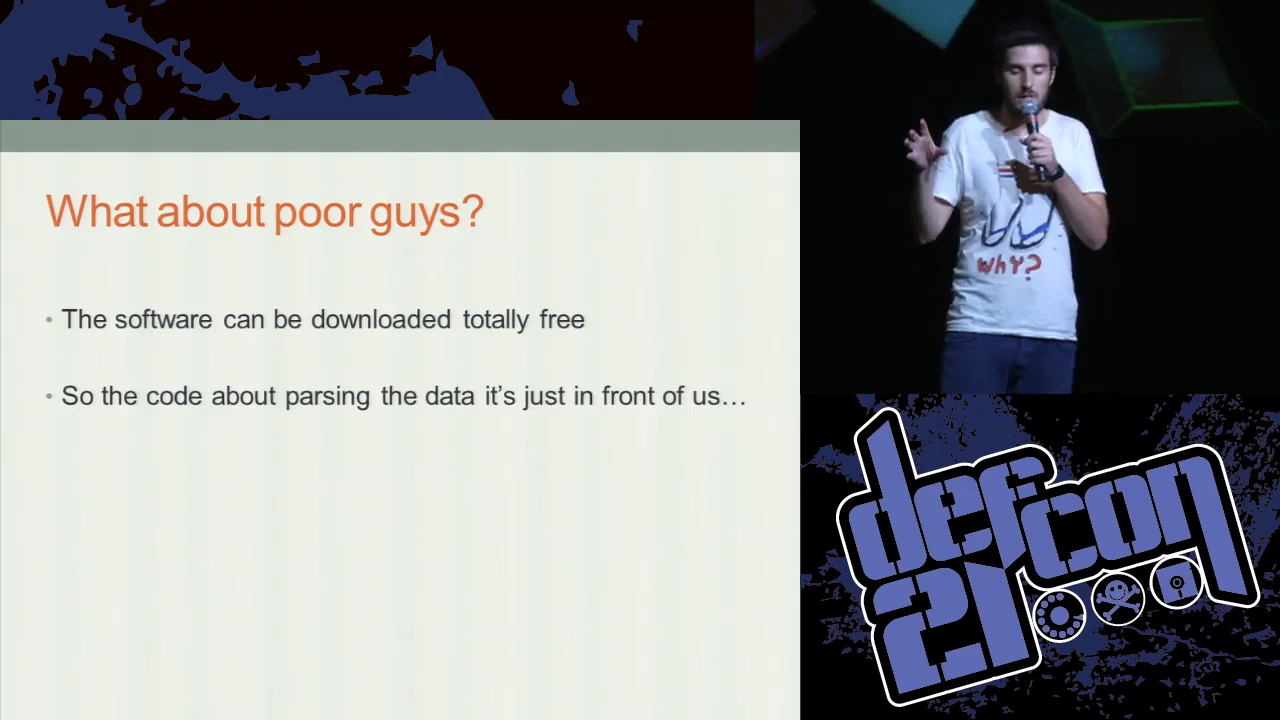 What about poor guys?
• The software can be downloaded totally free
• So the code about parsing the data it's just in front of us…
WhY?
defcon
21